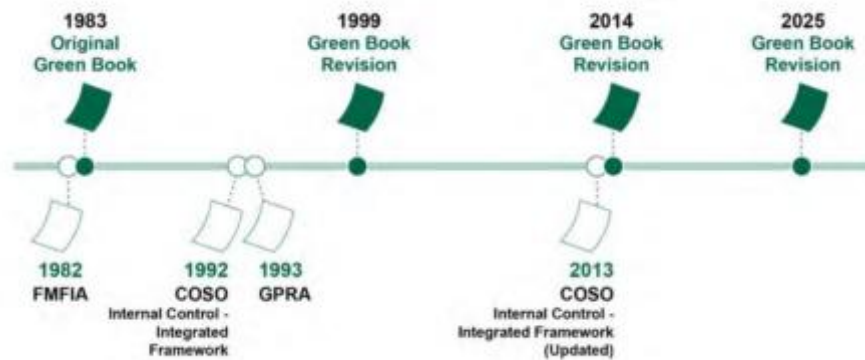 1983
Original
Green Book
1999
Green Book
Revision
2014
Green Book
Revision
2025
Green Book
Revision
1982
FMFIA
1992
COSO
Internal Control -
Integrated
Framework
1993
GPRA
2013
COSO
Internal Control -
Integrated Framework
(Updated)